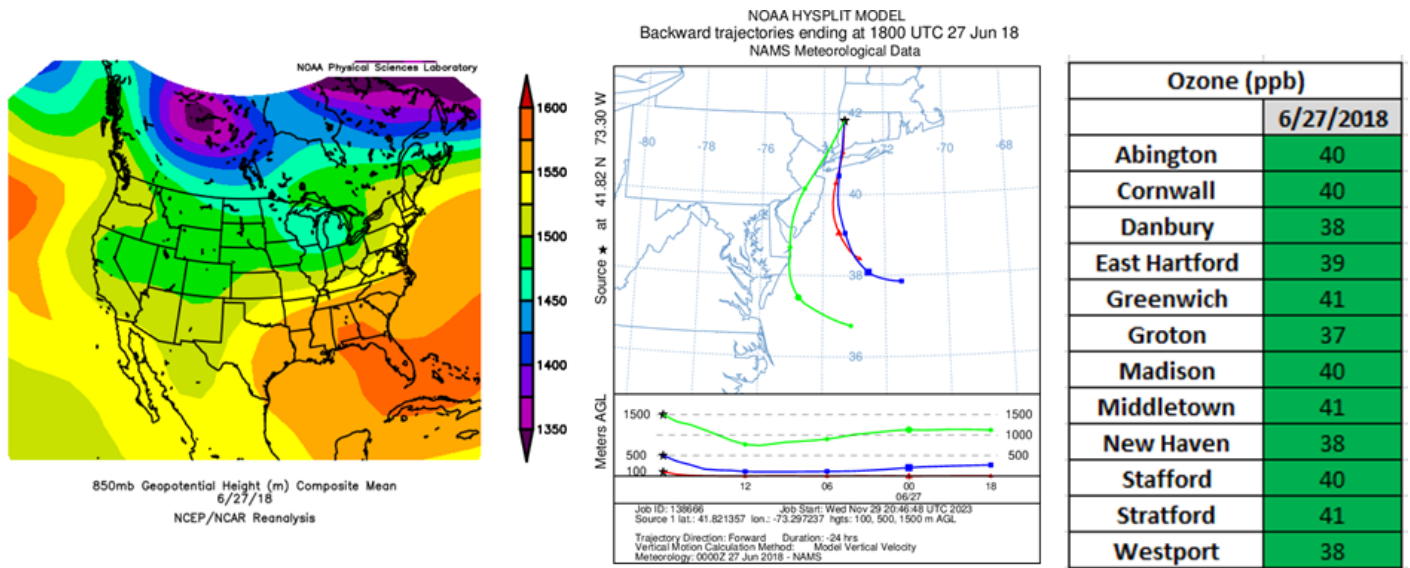 NOAA Physical Sciences Laboratory
1600
1550
1500
1450
1400
1350
850mb Geopotential Height (m) Composite Mean
6/27/18
NCEP/NCAR Reanalysis
NOAA HYSPLIT MODEL
Backward trajectories ending at 1800 UTC 27 Jun 18
NAMS Meteorological Data
Source ★ at 41.82 N 73.30 W
-80
-78
-76
-74
-72
-70
-68
42
40
38
36
Meters AGL
1500
500
100
1500
1000
500
12
06
00
18
06/27
Job ID: 138666 Job Start: Wed Nov 29 20:46:48 UTC 2023
Source 1 lat.: 41.821357 lon.: -73.297237 hgts: 100, 500, 1500 m AGL
Trajectory Direction: Forward Duration: -24 hrs
Vertical Motion Calculation Method: Model Vertical Velocity
Meteorology: 0000Z 27 Jun 2018 - NAMS
Ozone (ppb)
6/27/2018
Abington 40
Cornwall 40
Danbury 38
East Hartford 39
Greenwich 41
Groton 37
Madison 40
Middletown 41
New Haven 38
Stafford 40
Stratford 41
Westport 38